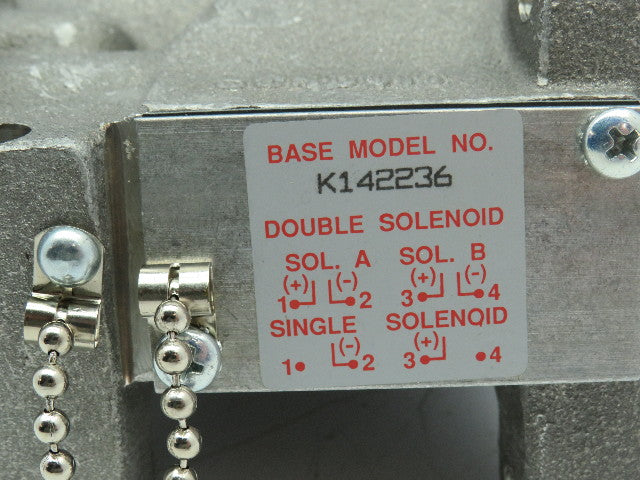 BASE MODEL NO.
K142236
DOUBLE SOLENOID
SOL. A SOL. B
(+) (-) (+) (-)
1 2 3 4
SINGLE SOLENOID
(-) (+)
1 2 3 4